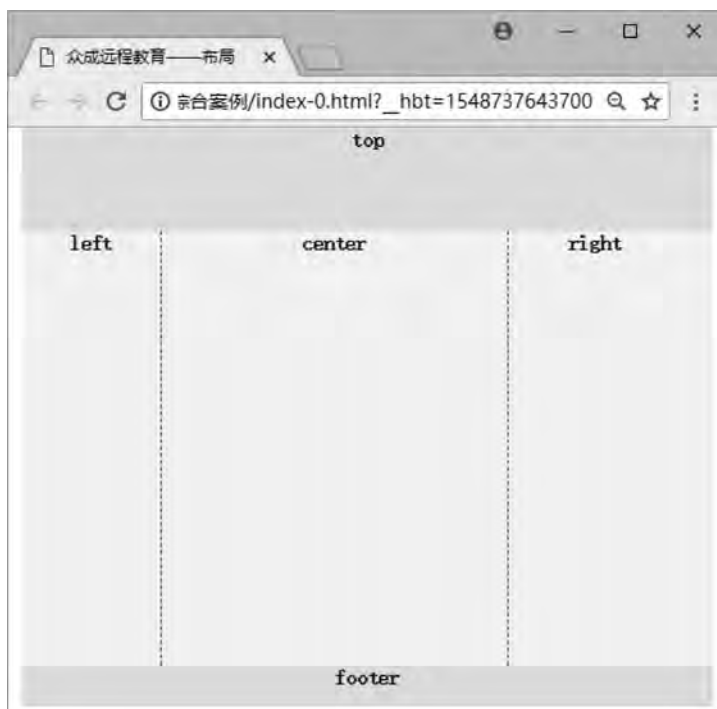 众成远程教育——布局
综合案例/index-0.html?__hbt=1548737643700
top
left center right
footer